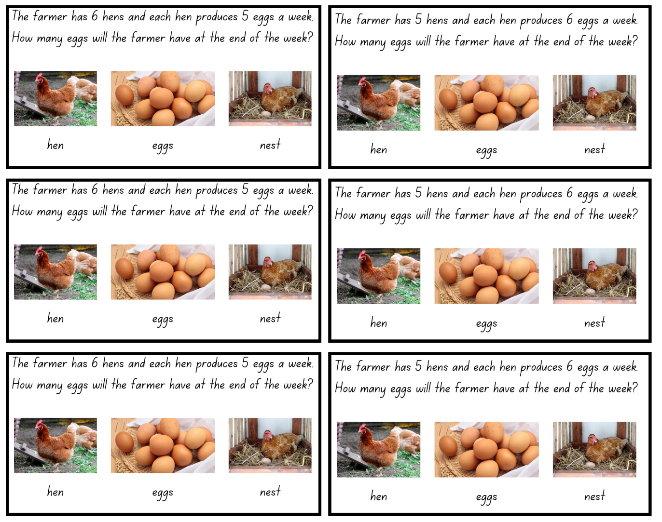 The farmer has 6 hens and each hen produces 5 eggs a week.
How many eggs will the farmer have at the end of the week?
hen
eggs
nest
The farmer has 5 hens and each hen produces 6 eggs a week.
How many eggs will the farmer have at the end of the week?
hen
eggs
nest
The farmer has 6 hens and each hen produces 5 eggs a week.
How many eggs will the farmer have at the end of the week?
hen
eggs
nest
The farmer has 5 hens and each hen produces 6 eggs a week.
How many eggs will the farmer have at the end of the week?
hen
eggs
nest
The farmer has 6 hens and each hen produces 5 eggs a week.
How many eggs will the farmer have at the end of the week?
hen
eggs
nest
The farmer has 5 hens and each hen produces 6 eggs a week.
How many eggs will the farmer have at the end of the week?
hen
eggs
nest